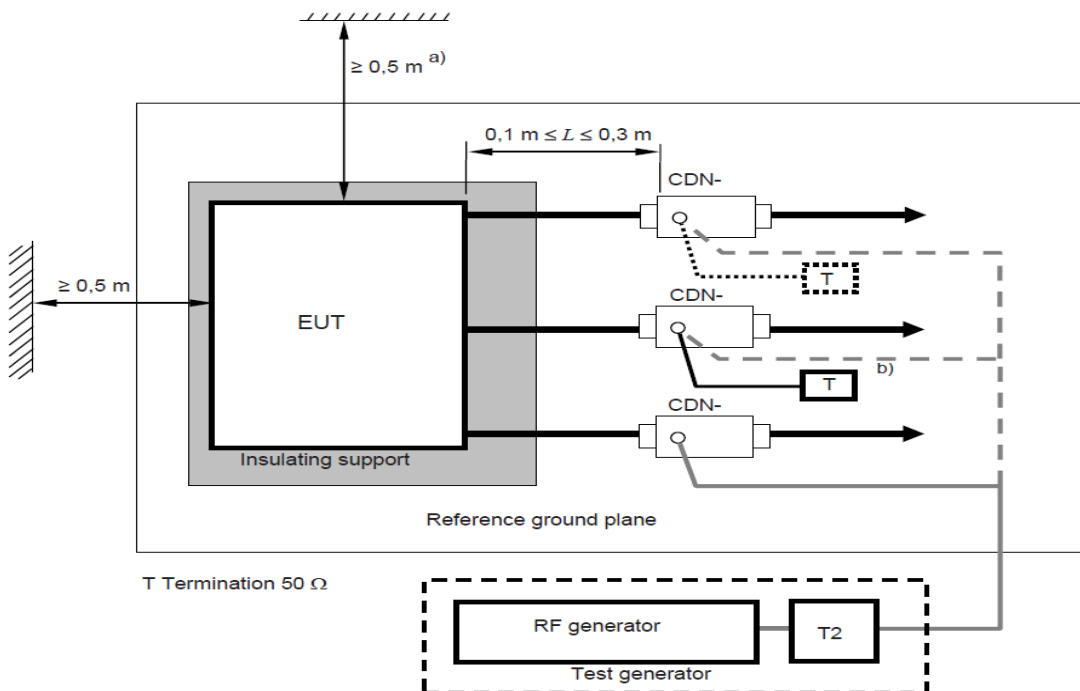 ≥ 0,5 m a)
0,1 m ≤ L ≤ 0,3 m
CDN-
T
≥ 0,5 m
CDN-
EUT
b)
T
CDN-
Insulating support
Reference ground plane
T Termination 50 Ω
RF generator
T2
Test generator